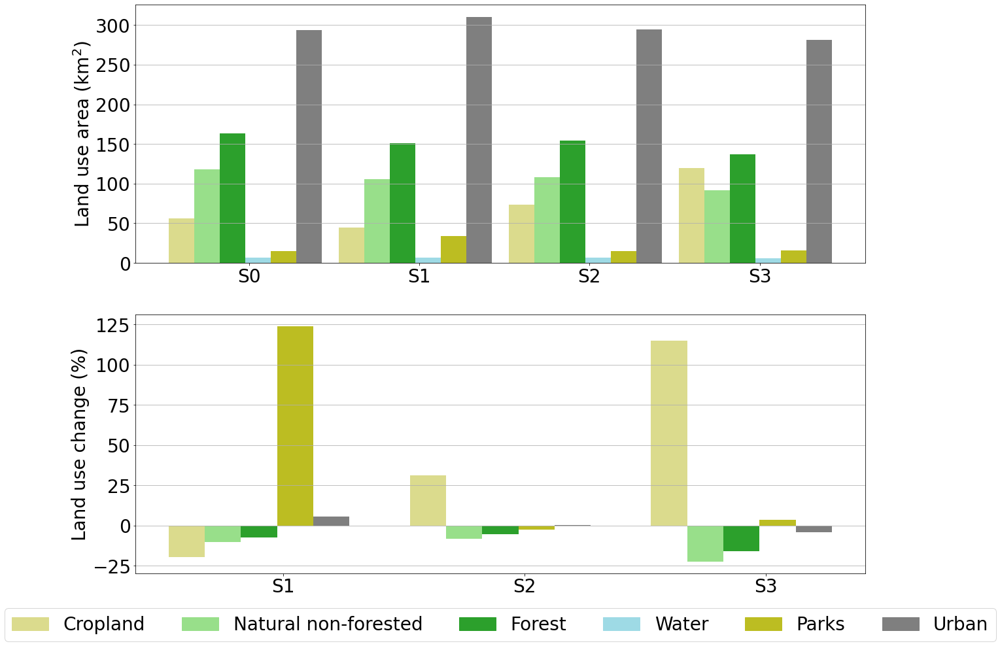 Land use area (km²)
300
250
200
150
100
50
0
S0 S1 S2 S3
Land use change (%)
125
100
75
50
25
0
−25
S1 S2 S3
Cropland Natural non-forested Forest Water Parks Urban